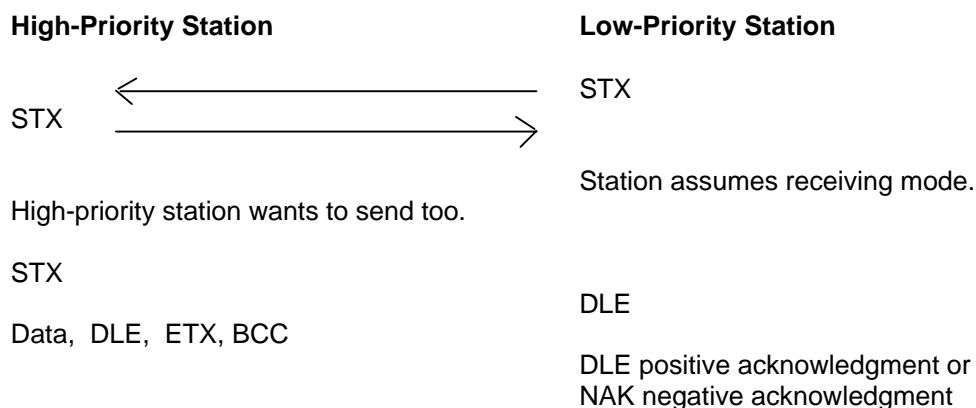 High-Priority Station
Low-Priority Station
STX
STX
Station assumes receiving mode.
High-priority station wants to send too.
STX
DLE
Data, DLE, ETX, BCC
DLE positive acknowledgment or
NAK negative acknowledgment